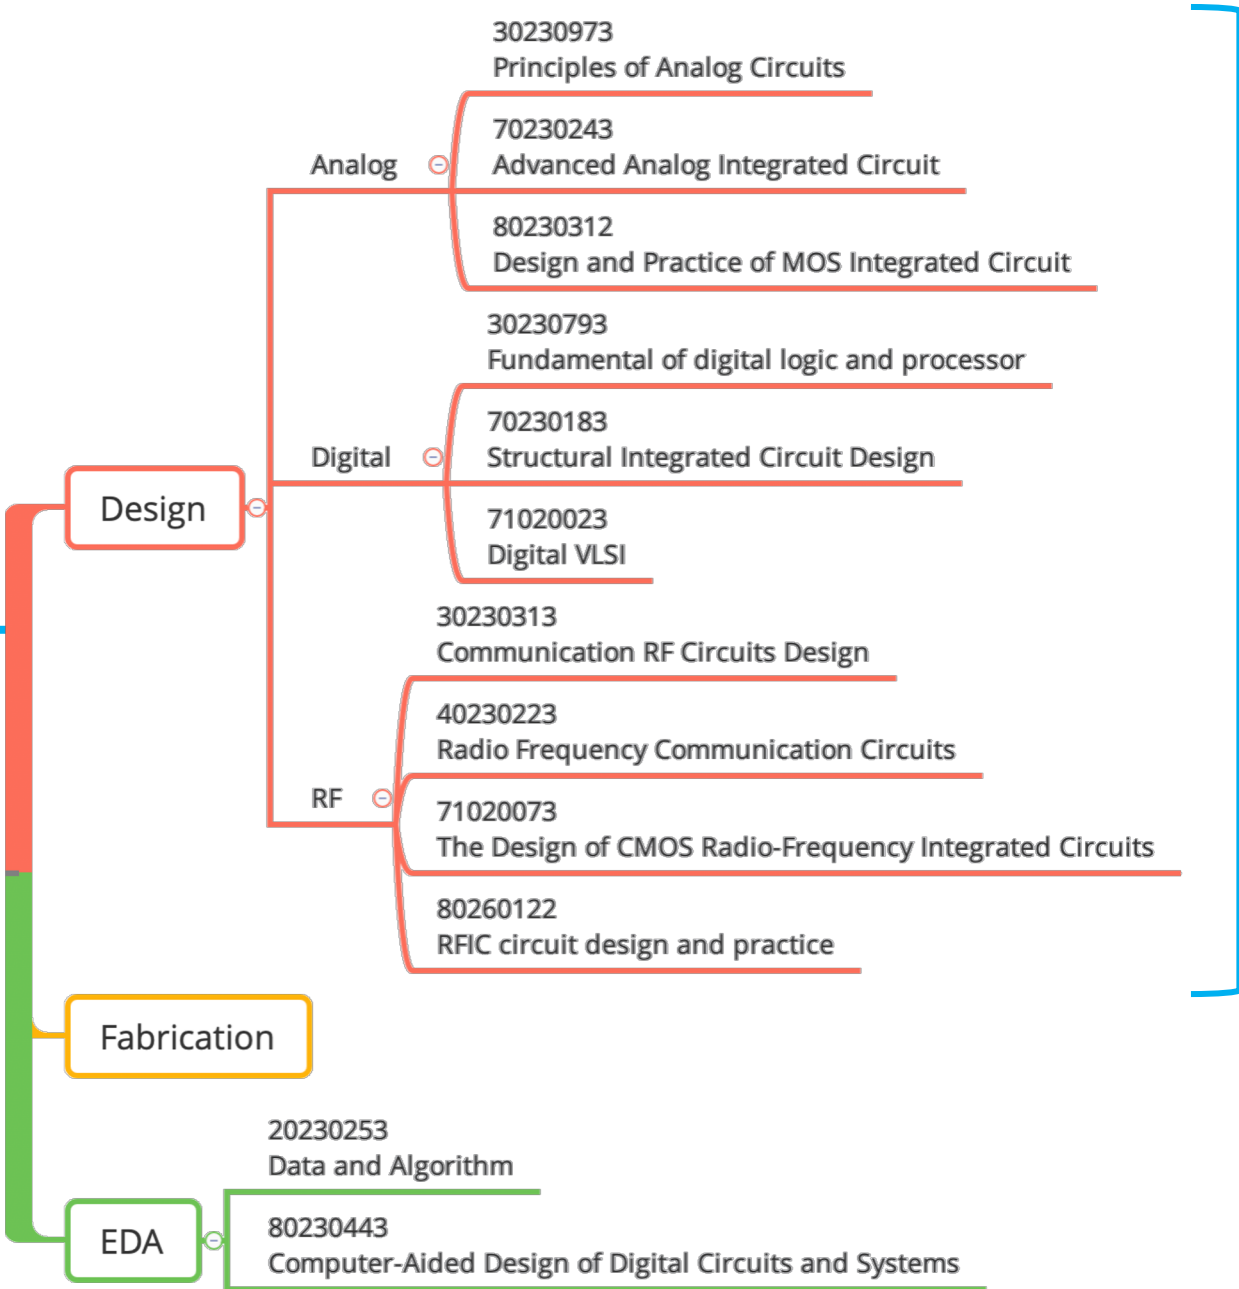 30230973
Principles of Analog Circuits
70230243
Analog
Advanced Analog Integrated Circuit
80230312
Design and Practice of MOS Integrated Circuit
30230793
Fundamental of digital logic and processor
70230183
Digital
Structural Integrated Circuit Design
Design
71020023
Digital VLSI
30230313
Communication RF Circuits Design
40230223
Radio Frequency Communication Circuits
RF
71020073
The Design of CMOS Radio-Frequency Integrated Circuits
80260122
RFIC circuit design and practice
Fabrication
20230253
Data and Algorithm
EDA
80230443
Computer-Aided Design of Digital Circuits and Systems